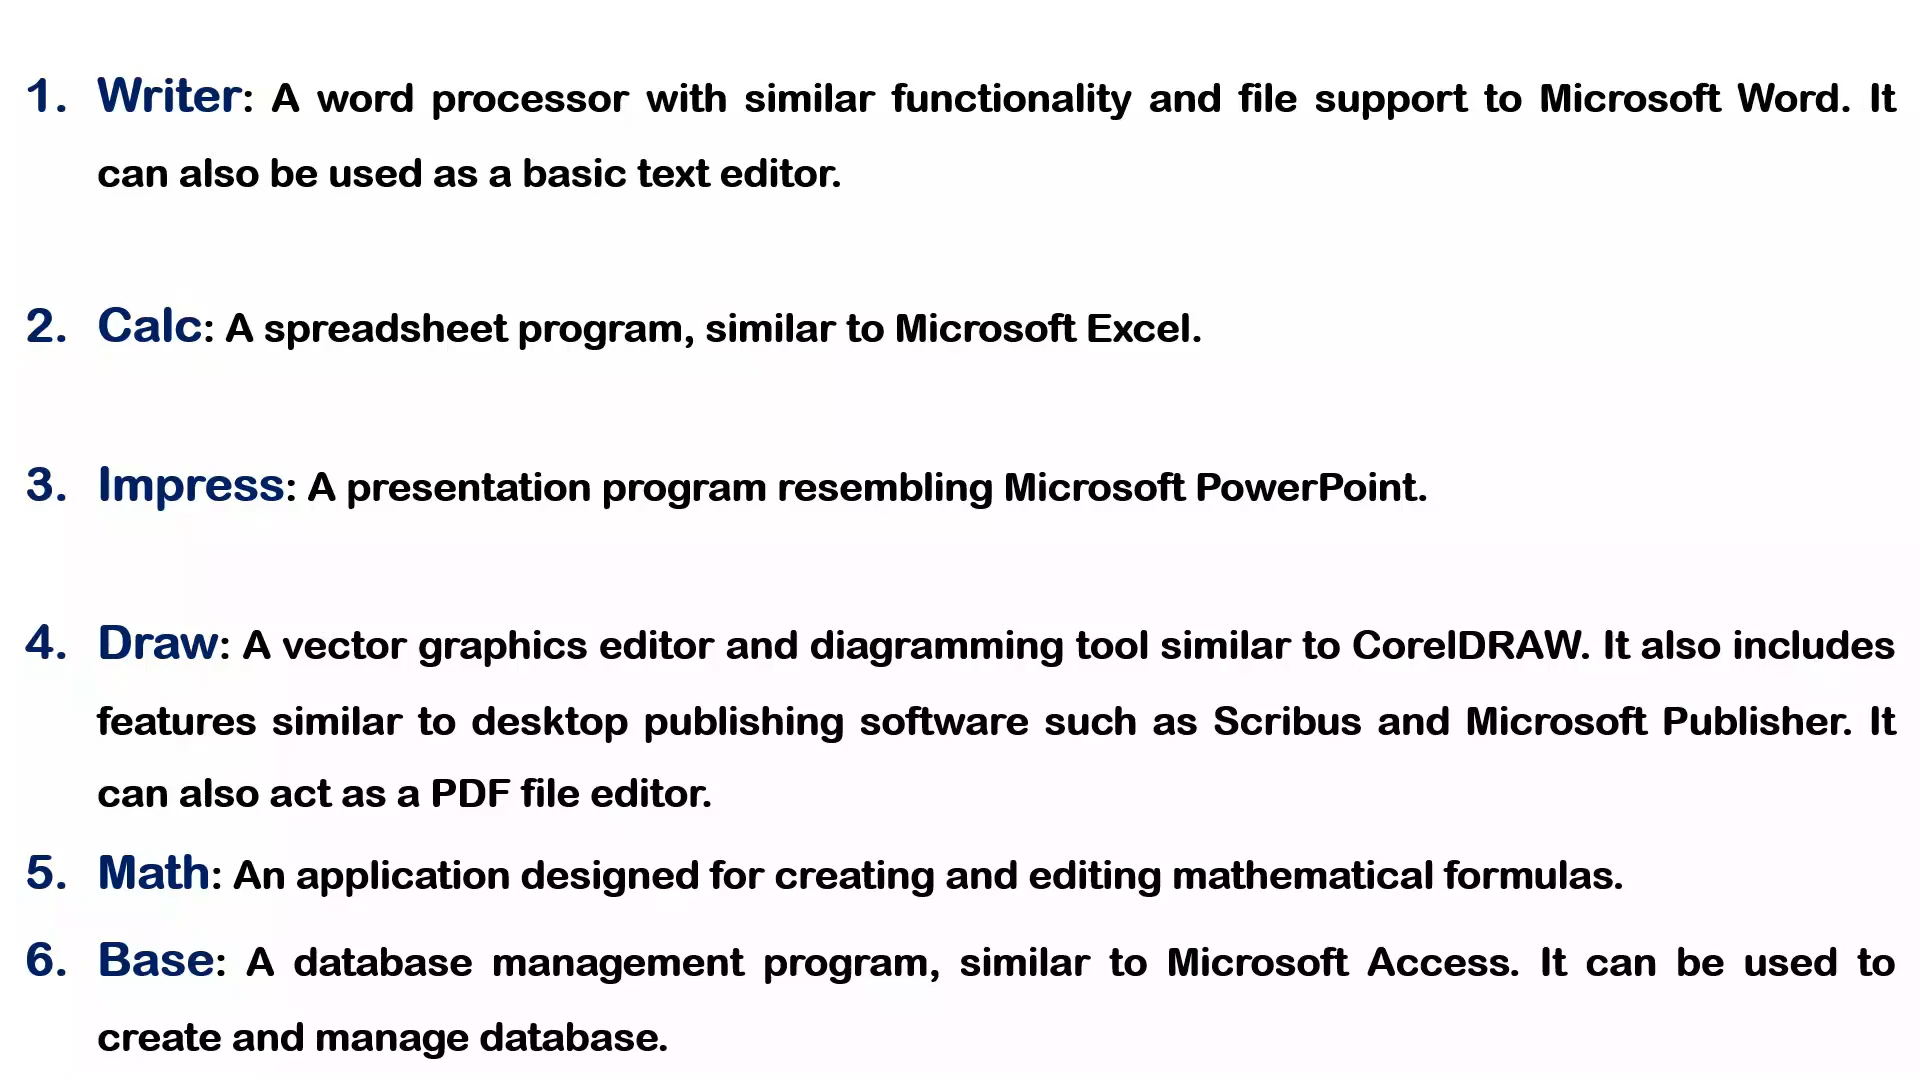 1. Writer: A word processor with similar functionality and file support to Microsoft Word. It
can also be used as a basic text editor.
2. Calc: A spreadsheet program, similar to Microsoft Excel.
3. Impress: A presentation program resembling Microsoft PowerPoint.
4. Draw: A vector graphics editor and diagramming tool similar to CorelDRAW. It also includes
features similar to desktop publishing software such as Scribus and Microsoft Publisher. It
can also act as a PDF file editor.
5. Math: An application designed for creating and editing mathematical formulas.
6. Base: A database management program, similar to Microsoft Access. It can be used to
create and manage database.